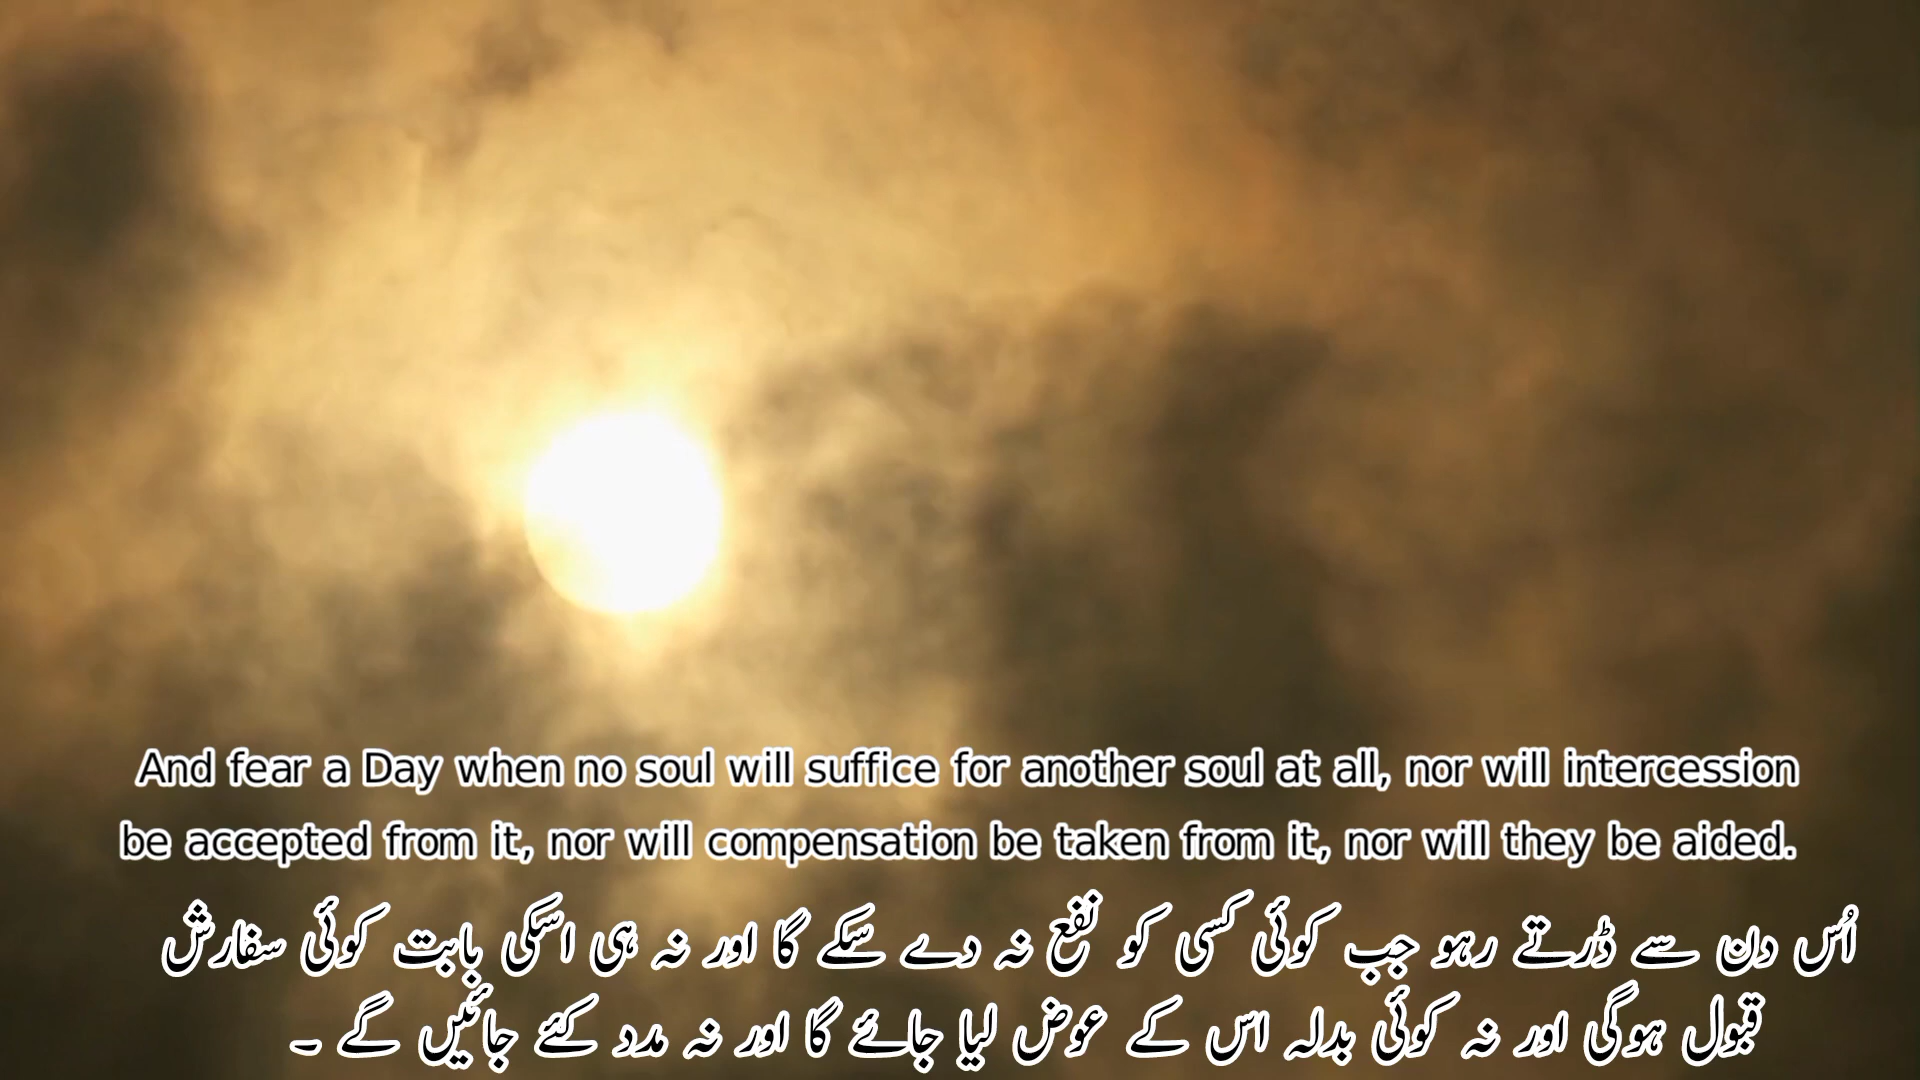 And fear a Day when no soul will suffice for another soul at all, nor will intercession
be accepted from it, nor will compensation be taken from it, nor will they be aided.
اُس دن سے ڈرتے رہو جب کوئی کسی کو نفع نہ دے سکے گا اور نہ ہی اسکی بابت کوئی سفارش
قبول ہوگی اور نہ کوئی بدلہ اس کے عوض لیا جائے گا اور نہ مدد کئے جائیں گے ۔